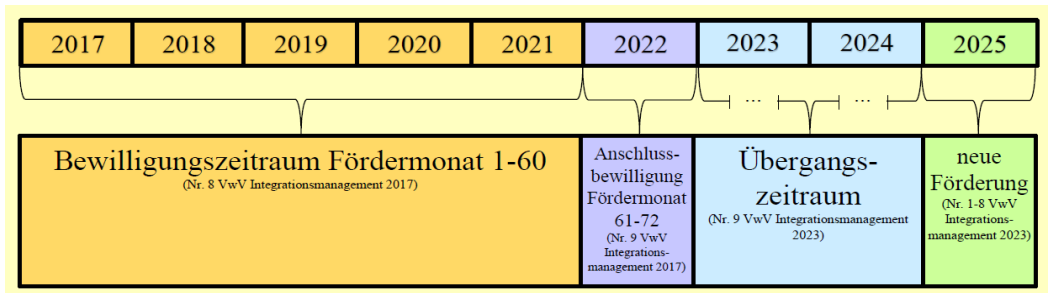 2017 2018 2019 2020 2021 2022 2023 2024 2025
... ...
Bewilligungszeitraum Fördermonat 1-60
(Nr. 8 VwV Integrationsmanagement 2017)
Anschluss-
bewilligung
Fördermonat
61-72
(Nr. 9 VwV
Integrations-
management 2017)
Übergangs-
zeitraum
(Nr. 9 VwV Integrationsmanagement
2023)
neue
Förderung
(Nr. 1-8 VwV
Integrations-
management 2023)